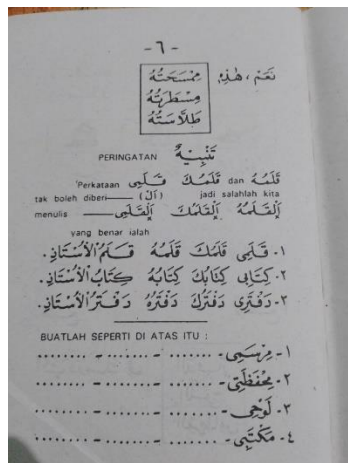 -٦-
نَعَمْ ، هٰذِهِ مِمْسَحَتُهُ
مِسْطَرَتُهُ
طَلَّاسَتُهُ
PERINGATAN تَنْبِيْهٌ
Perkataan قَلَمِى قَلَمُكَ dan قَلَمُهُ
tak boleh diberi——(اَلْ) jadi salahlah kita
menulis —— اَلْقَلَمِى اَلْقَلَمُكَ اَلْقَلَمُهُ
yang benar ialah
١- قَلَمِى قَلَمُكَ قَلَمُهُ قَلَمُ الْأُسْتَاذِ.
٢- كِتَابِى كِتَابُكَ كِتَابُهُ كِتَابُ الْأُسْتَاذِ.
٣- دَفْتَرِى دَفْتَرُكَ دَفْتَرُهُ دَفْتَرُ الْأُسْتَاذِ.
BUATLAH SEPERTI DI ATAS ITU :
١- مِرْسَمِى - ....... - ....... - .......
٢- مِحْفَظَتِى - ....... - ....... - .......
٣- لَوْحِى - ....... - ....... - .......
٤- مَكْتَبِى - ....... - ....... - .......